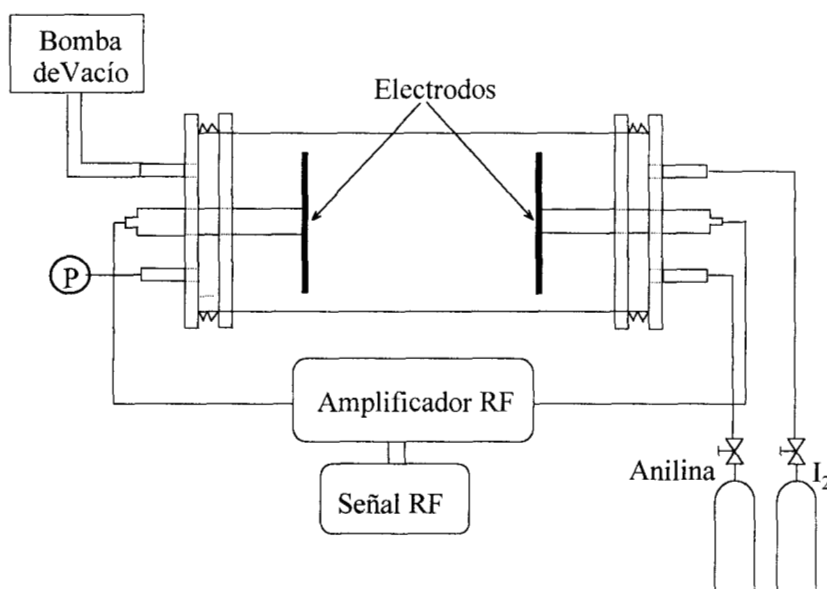 Bomba
deVacío
Electrodos
P
Amplificador RF
Señal RF
Anilina
I₂